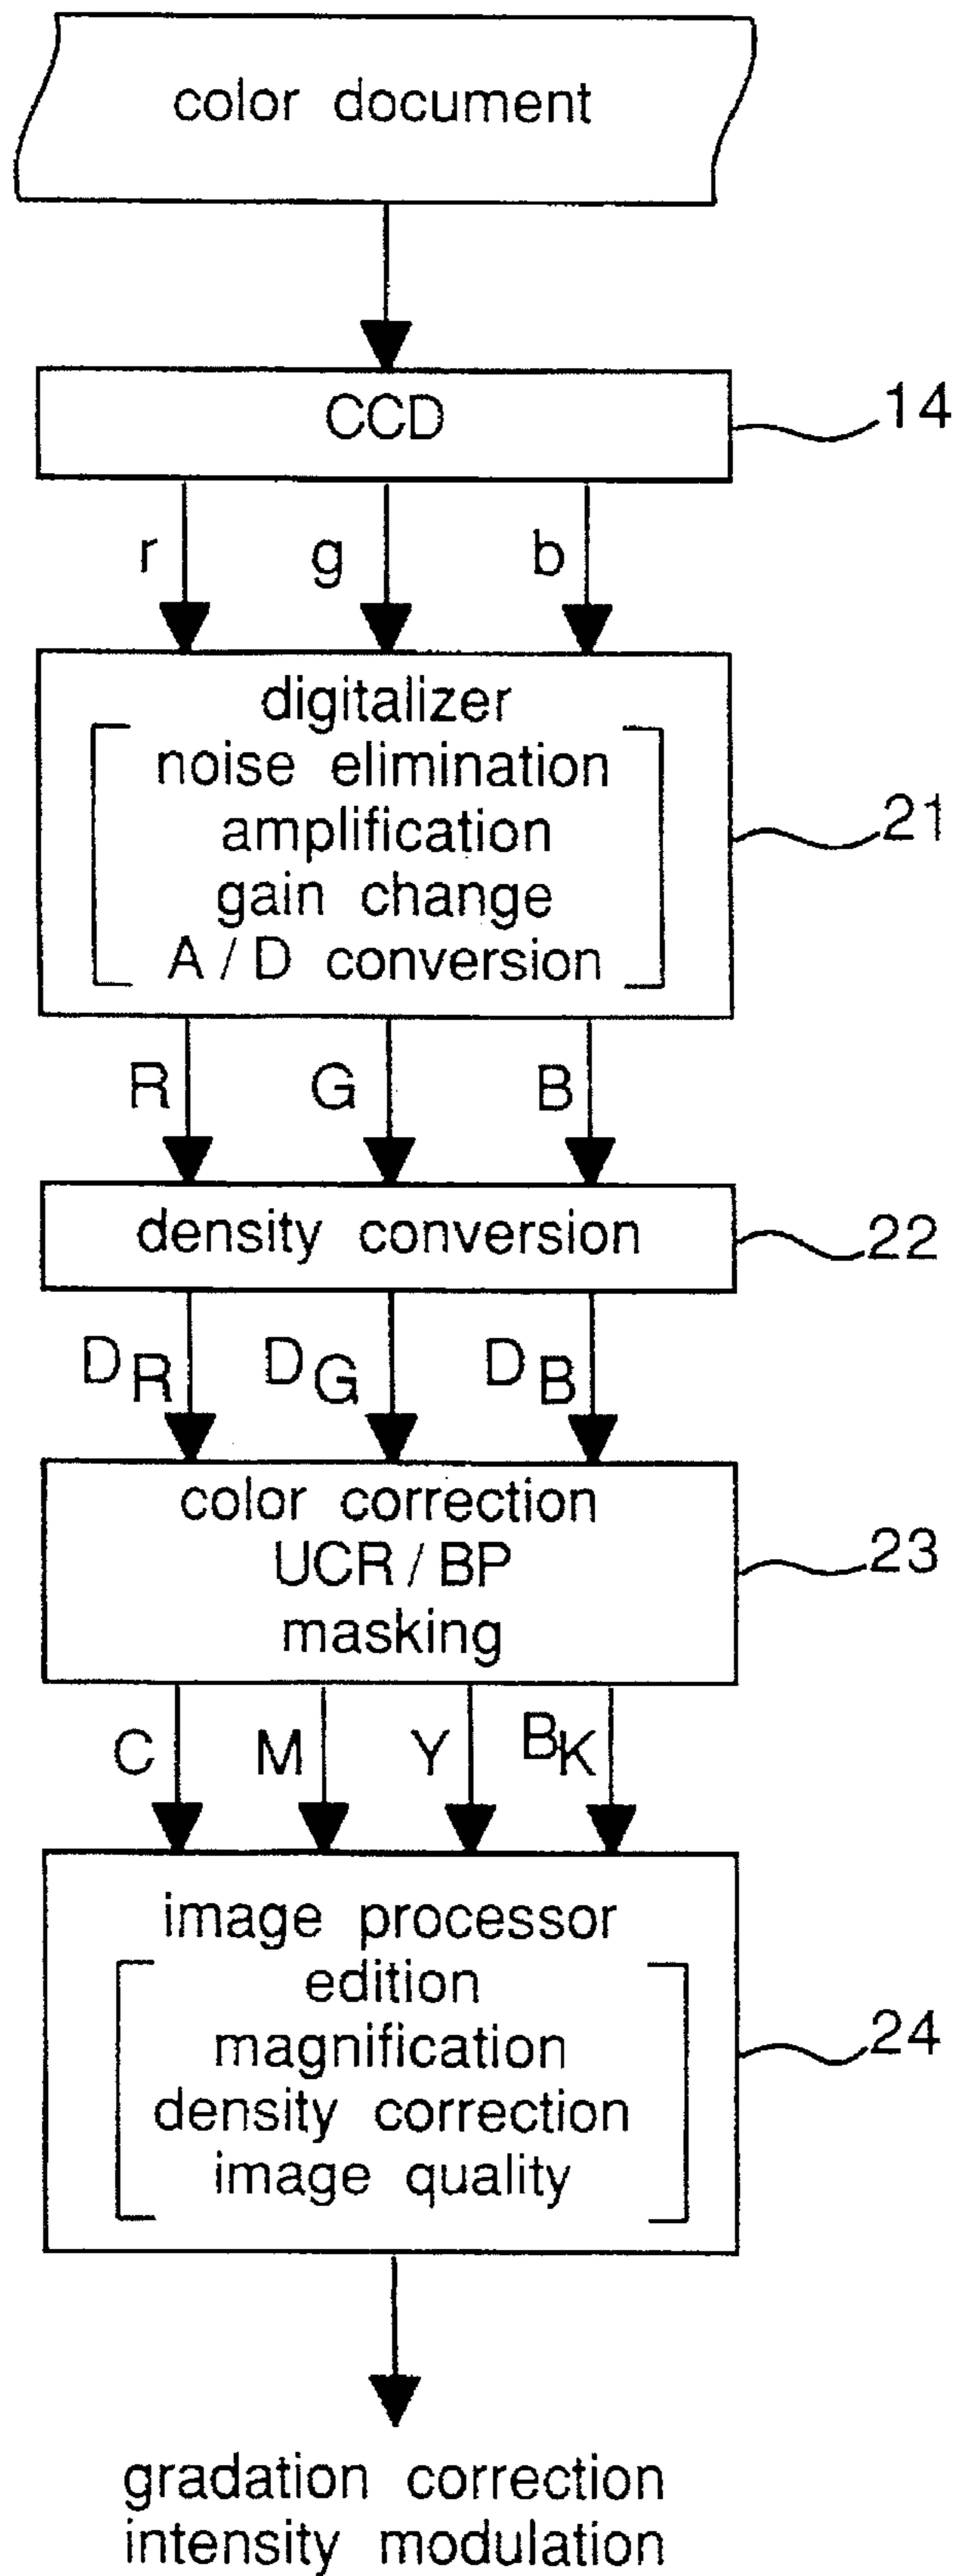 color document
CCD
14
r g b
digitalizer
noise elimination
amplification
gain change
A / D conversion
21
R G B
density conversion
22
DR DG DB
color correction
UCR / BP
masking
23
C M Y BK
image processor
edition
magnification
density correction
image quality
24
gradation correction
intensity modulation